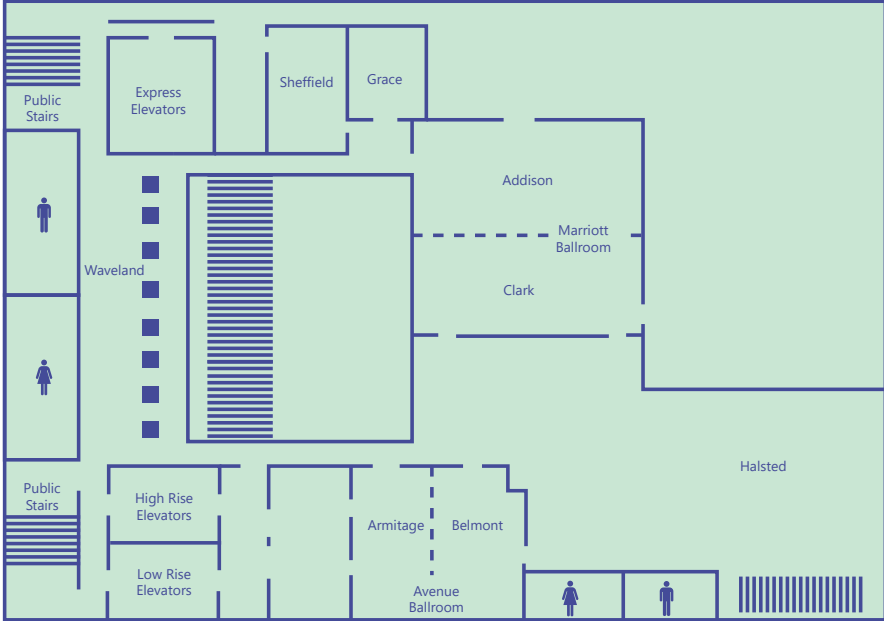 Public
Stairs
Express
Elevators
Sheffield
Grace
Addison
Marriott
Ballroom
Waveland
Clark
Halsted
Public
Stairs
High Rise
Elevators
Armitage
Belmont
Low Rise
Elevators
Avenue
Ballroom